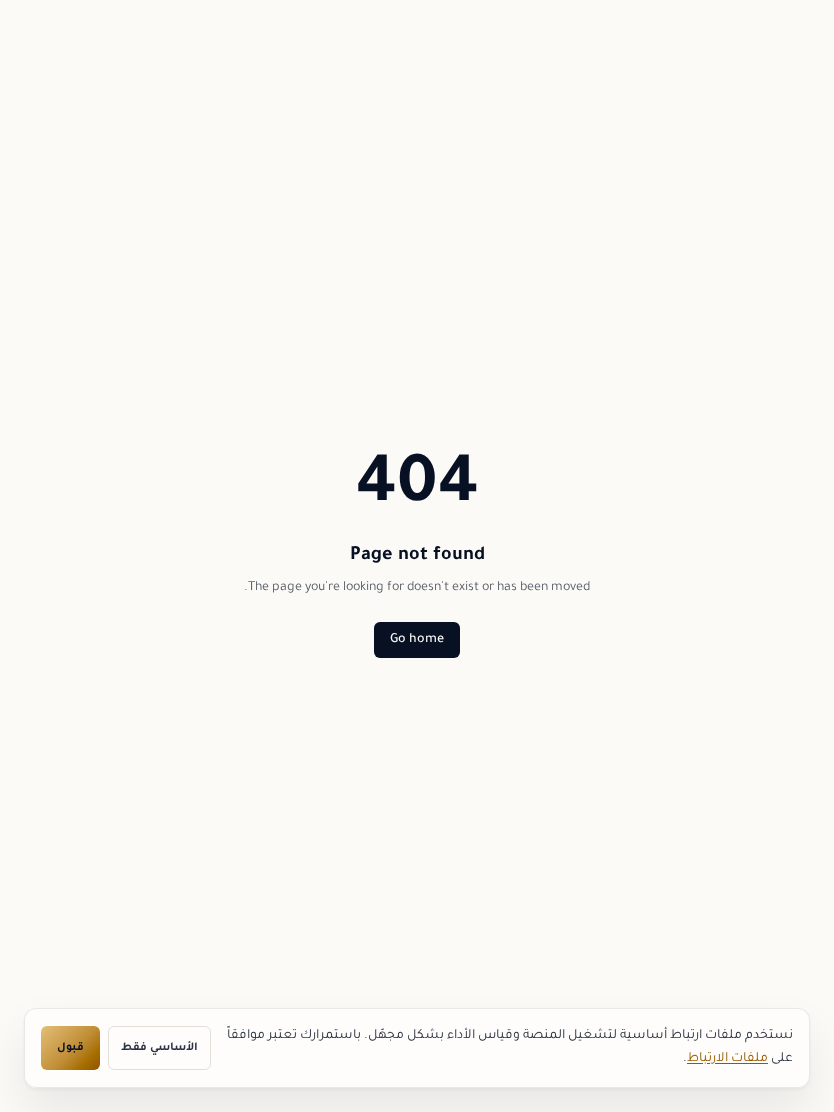 404
Page not found
.The page you're looking for doesn't exist or has been moved
Go home
نستخدم ملفات ارتباط أساسية لتشغيل المنصة وقياس الأداء بشكل مجهّل. باستمرارك تعتبر موافقاً
على ملفات الارتباط.
الأساسي فقط
قبول